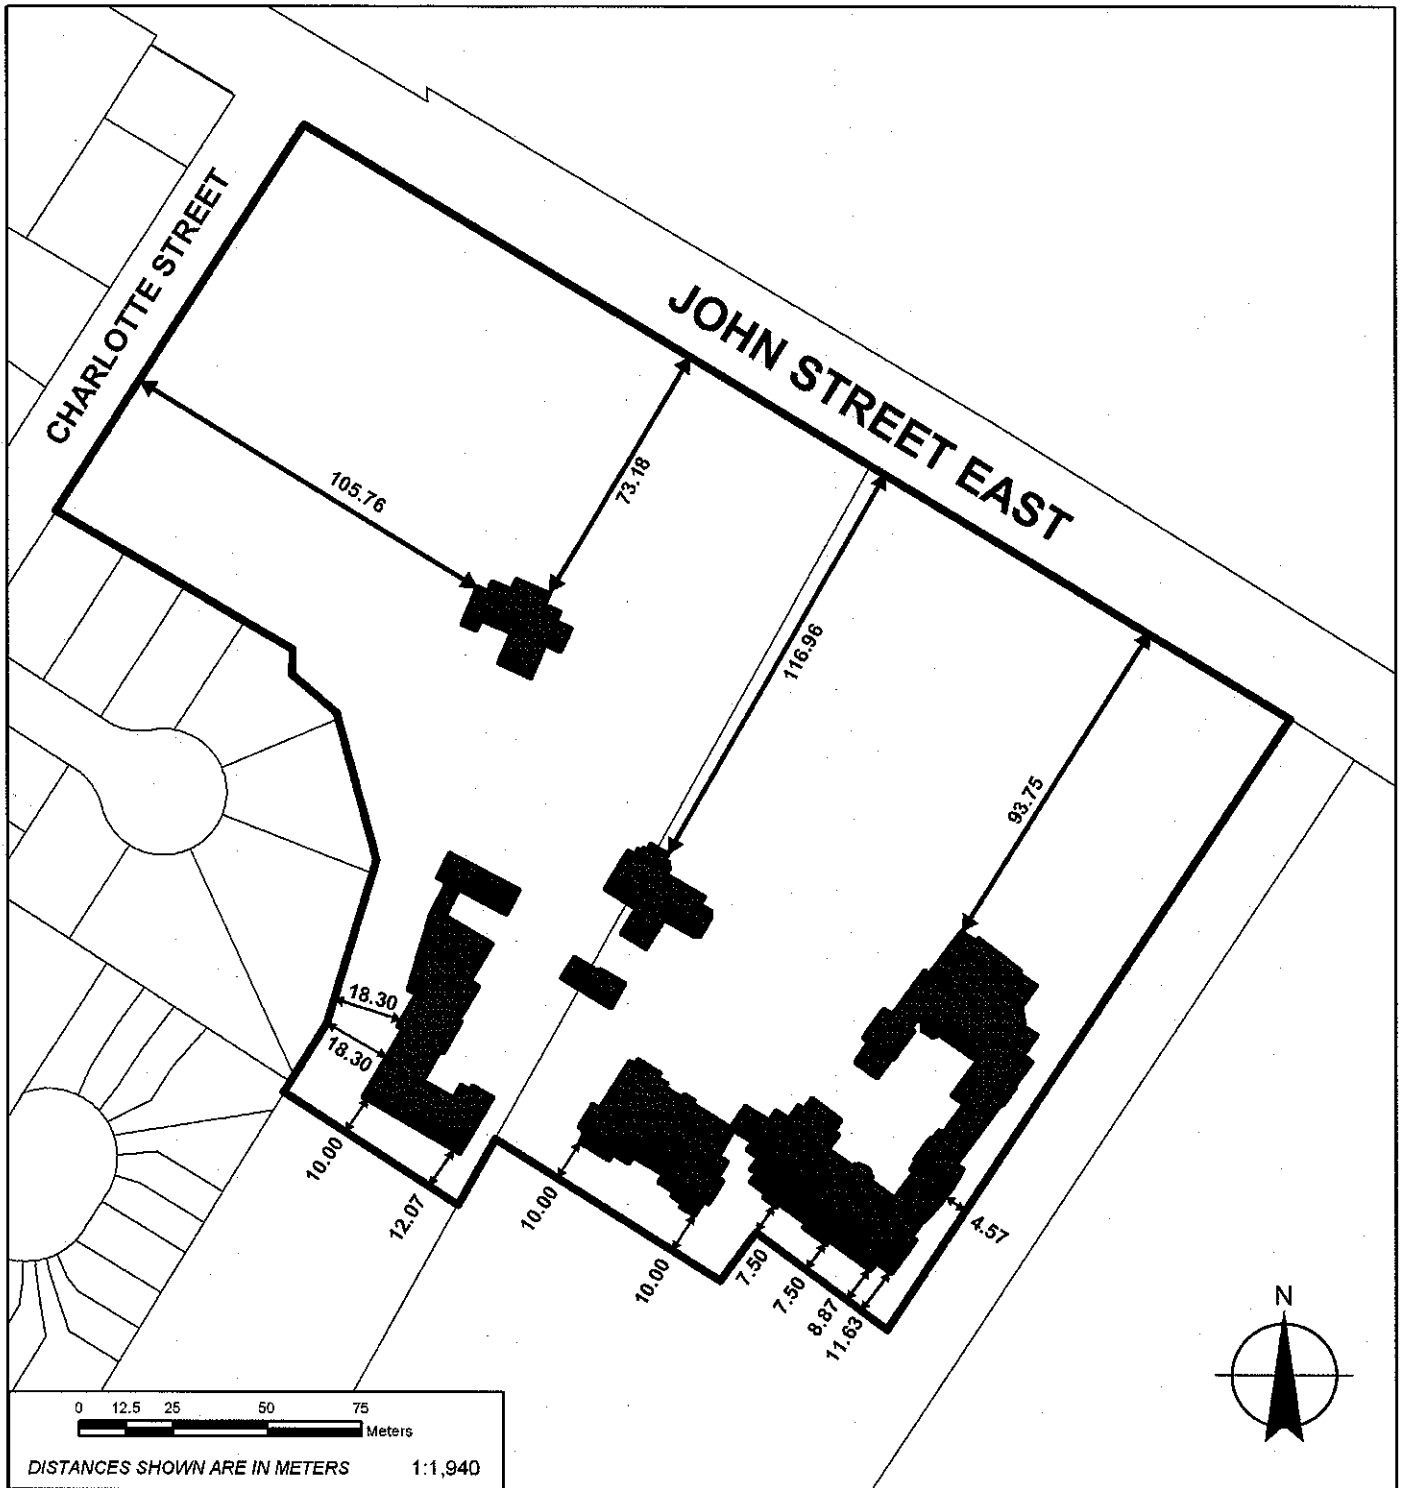 CHARLOTTE STREET
JOHN STREET EAST
105.76
73.18
116.96
93.75
18.30
18.30
10.00
12.07
10.00
10.00
7.50
7.50
8.87
11.63
4.57
N
0 12.5 25 50 75
Meters
DISTANCES SHOWN ARE IN METERS 1:1,940